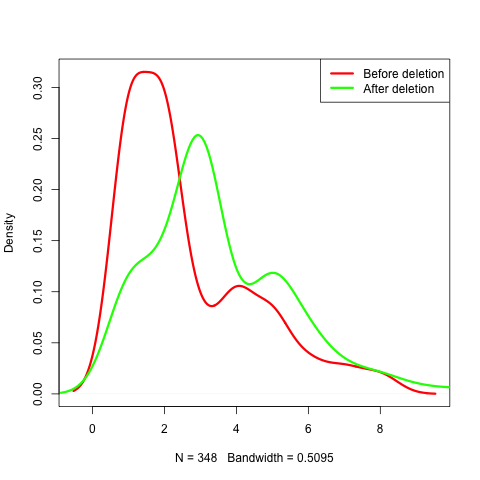 Before deletion
After deletion
Density
0.00
0.05
0.10
0.15
0.20
0.25
0.30
0 2 4 6 8
N = 348 Bandwidth = 0.5095